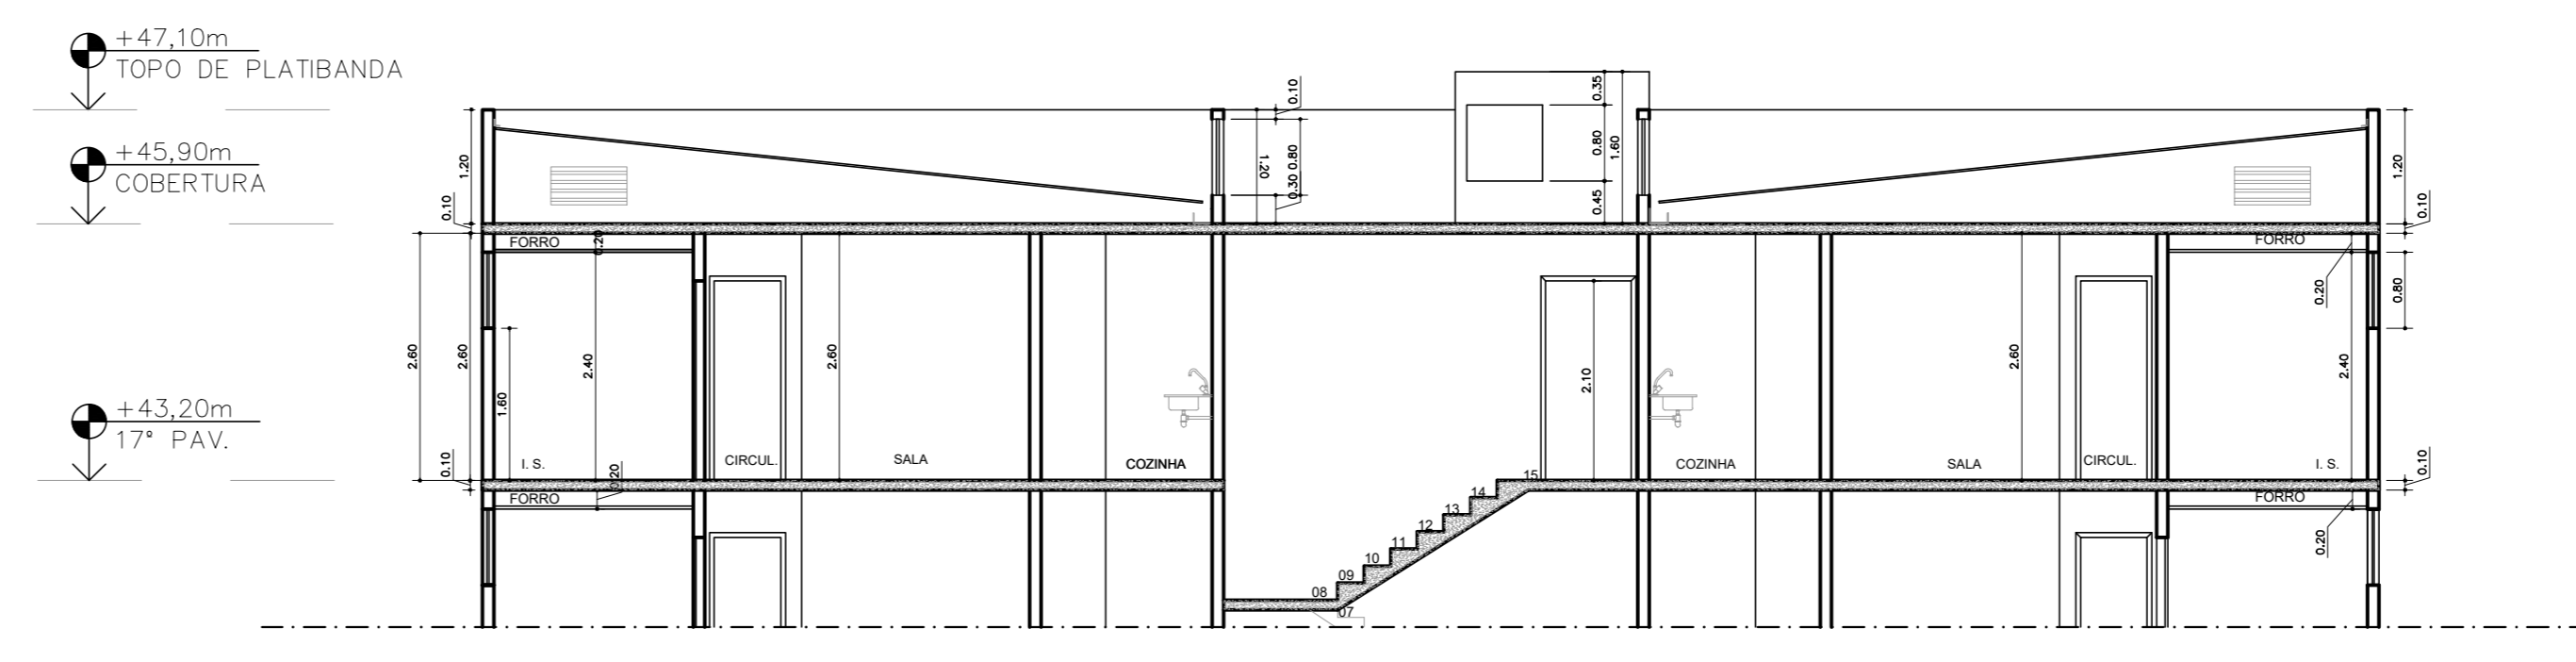 +47,10m
TOPO DE PLATIBANDA
+45,90m
COBERTURA
+43,20m
17º PAV.
0.10
0.35
1.20
0.80
1.20
0.30
0.80
1.60
0.45
1.20
0.10
0.10
FORRO
0.20
FORRO
0.20
0.80
2.60
2.60
1.60
2.40
2.60
2.10
2.60
2.40
I. S.
CIRCUL.
SALA
COZINHA
COZINHA
SALA
CIRCUL.
I. S.
0.10
0.20
0.10
FORRO
FORRO
0.20
15
14
13
12
11
10
09
08
07